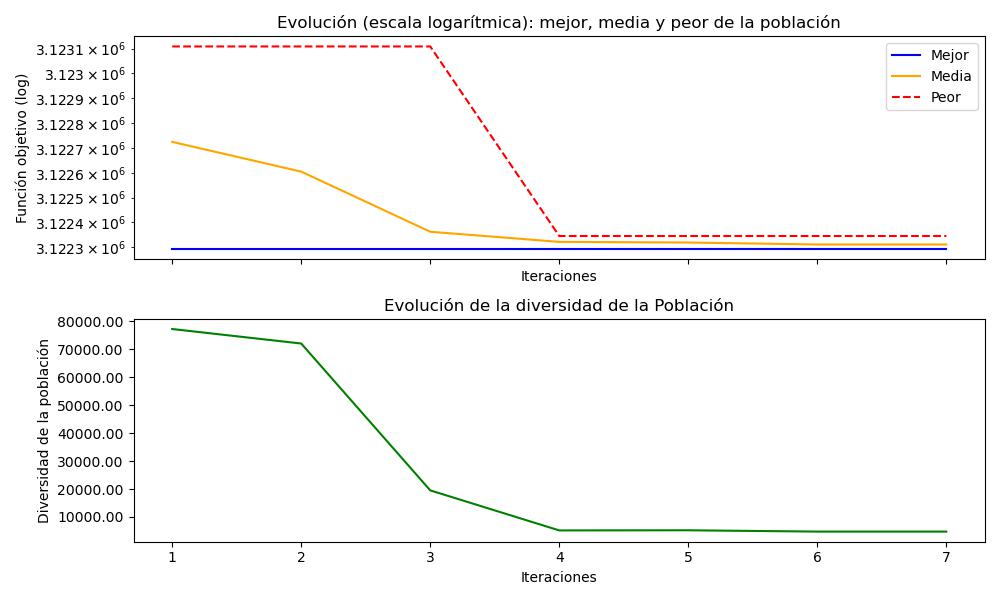 Evolución (escala logarítmica): mejor, media y peor de la población
Función objetivo (log)
3.1231 × 10⁶
3.123 × 10⁶
3.1229 × 10⁶
3.1228 × 10⁶
3.1227 × 10⁶
3.1226 × 10⁶
3.1225 × 10⁶
3.1224 × 10⁶
3.1223 × 10⁶
Mejor
Media
Peor
Iteraciones
Evolución de la diversidad de la Población
Diversidad de la población
80000.00
70000.00
60000.00
50000.00
40000.00
30000.00
20000.00
10000.00
1 2 3 4 5 6 7
Iteraciones